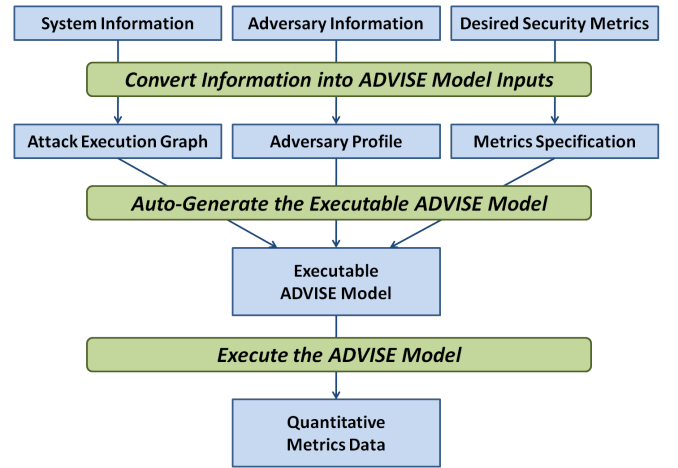 System Information
Adversary Information
Desired Security Metrics
Convert Information into ADVISE Model Inputs
Attack Execution Graph
Adversary Profile
Metrics Specification
Auto-Generate the Executable ADVISE Model
Executable
ADVISE Model
Execute the ADVISE Model
Quantitative
Metrics Data